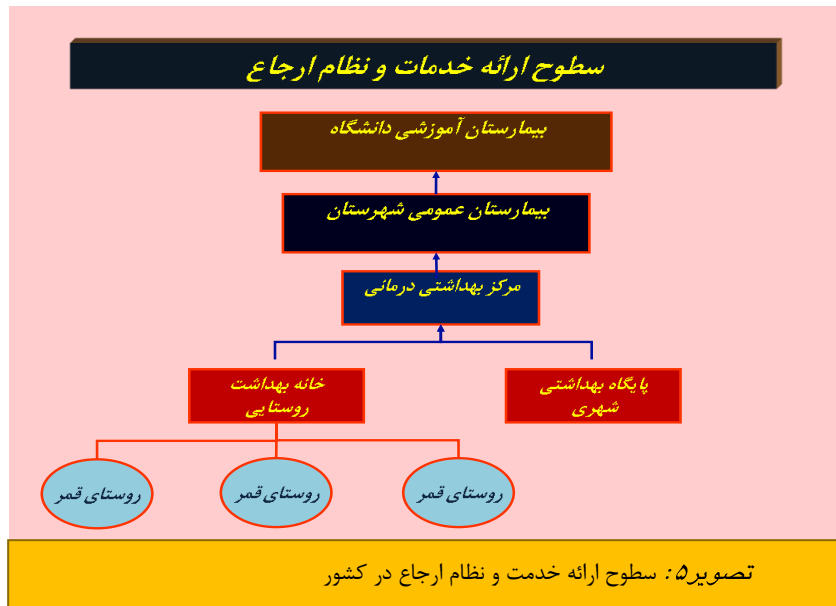 سطوح ارائه خدمات و نظام ارجاع
بیمارستان آموزشی دانشگاه
بیمارستان عمومی شهرستان
مرکز بهداشتی درمانی
پایگاه بهداشتی
شهری
خانه بهداشت
روستایی
روستای قمر
روستای قمر
روستای قمر
تصویر۵: سطوح ارائه خدمت و نظام ارجاع در کشور